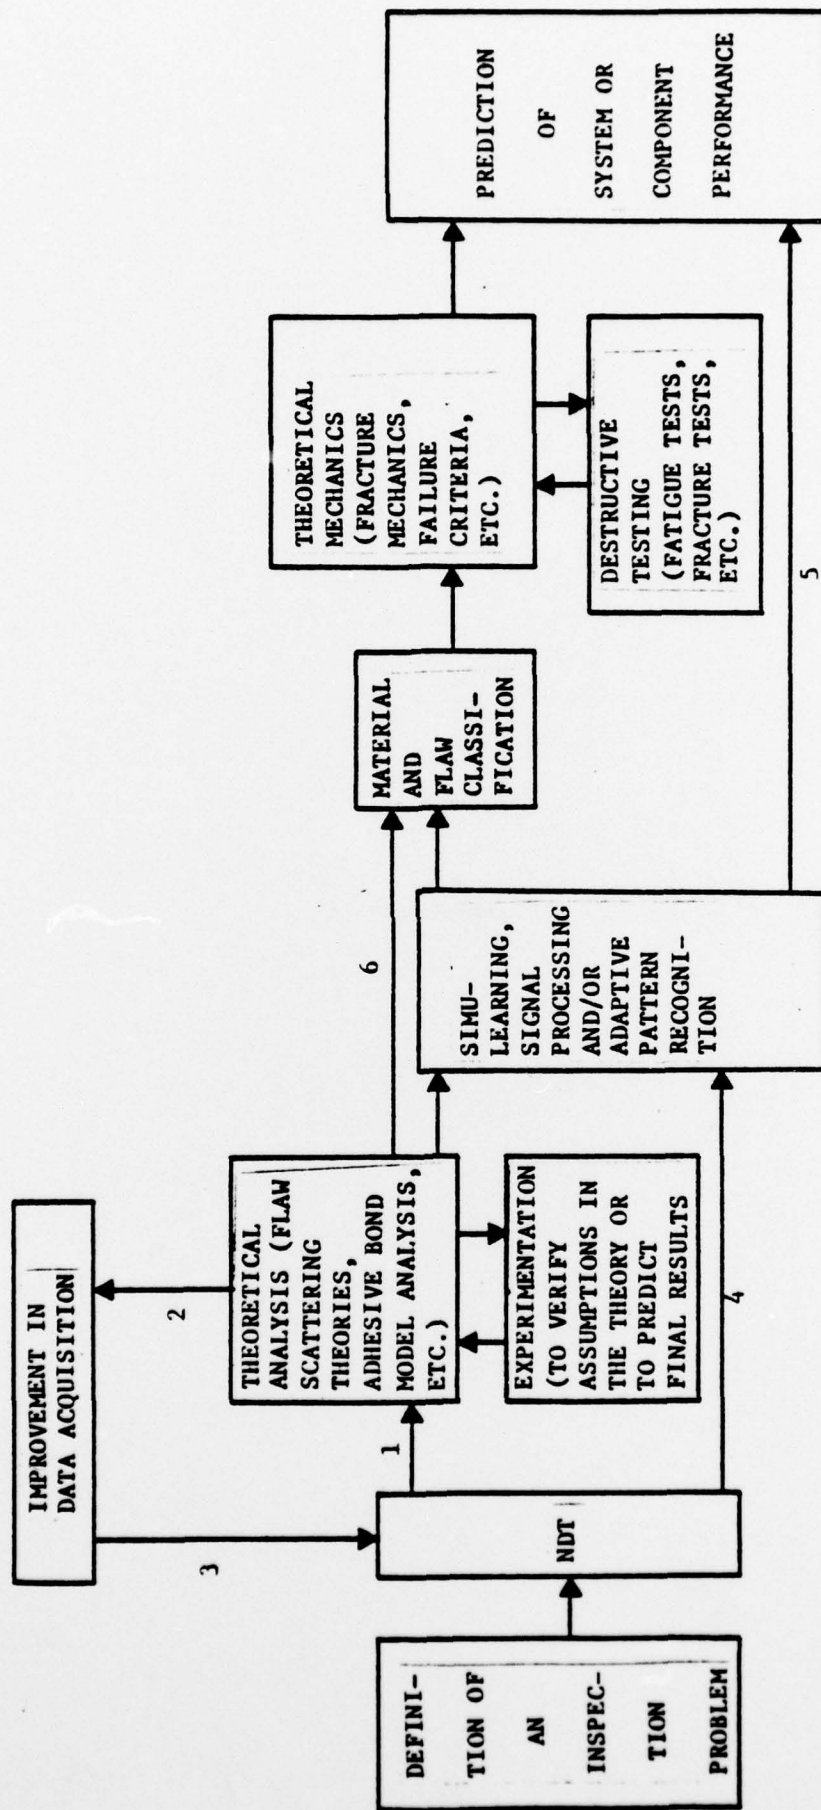 IMPROVEMENT IN
DATA ACQUISITION
3
2
DEFINI-
TION OF
AN
INSPEC-
TION
PROBLEM
NDT
1
4
THEORETICAL
ANALYSIS (FLAW
SCATTERING
THEORIES,
ADHESIVE BOND
MODEL ANALYSIS,
ETC.)
EXPERIMENTATION
(TO VERIFY
ASSUMPTIONS IN
THE THEORY OR
TO PREDICT
FINAL RESULTS
6
SIMU-
LEARNING,
SIGNAL
PROCESSING
AND/OR
ADAPTIVE
PATTERN
RECOGNI-
TION
MATERIAL
AND
FLAW
CLASSI-
FICATION
THEORETICAL
MECHANICS
(FRACTURE
MECHANICS,
FAILURE
CRITERIA,
ETC.)
DESTRUCTIVE
TESTING
(FATIGUE TESTS,
FRACTURE TESTS,
ETC.)
5
PREDICTION
OF
SYSTEM OR
COMPONENT
PERFORMANCE